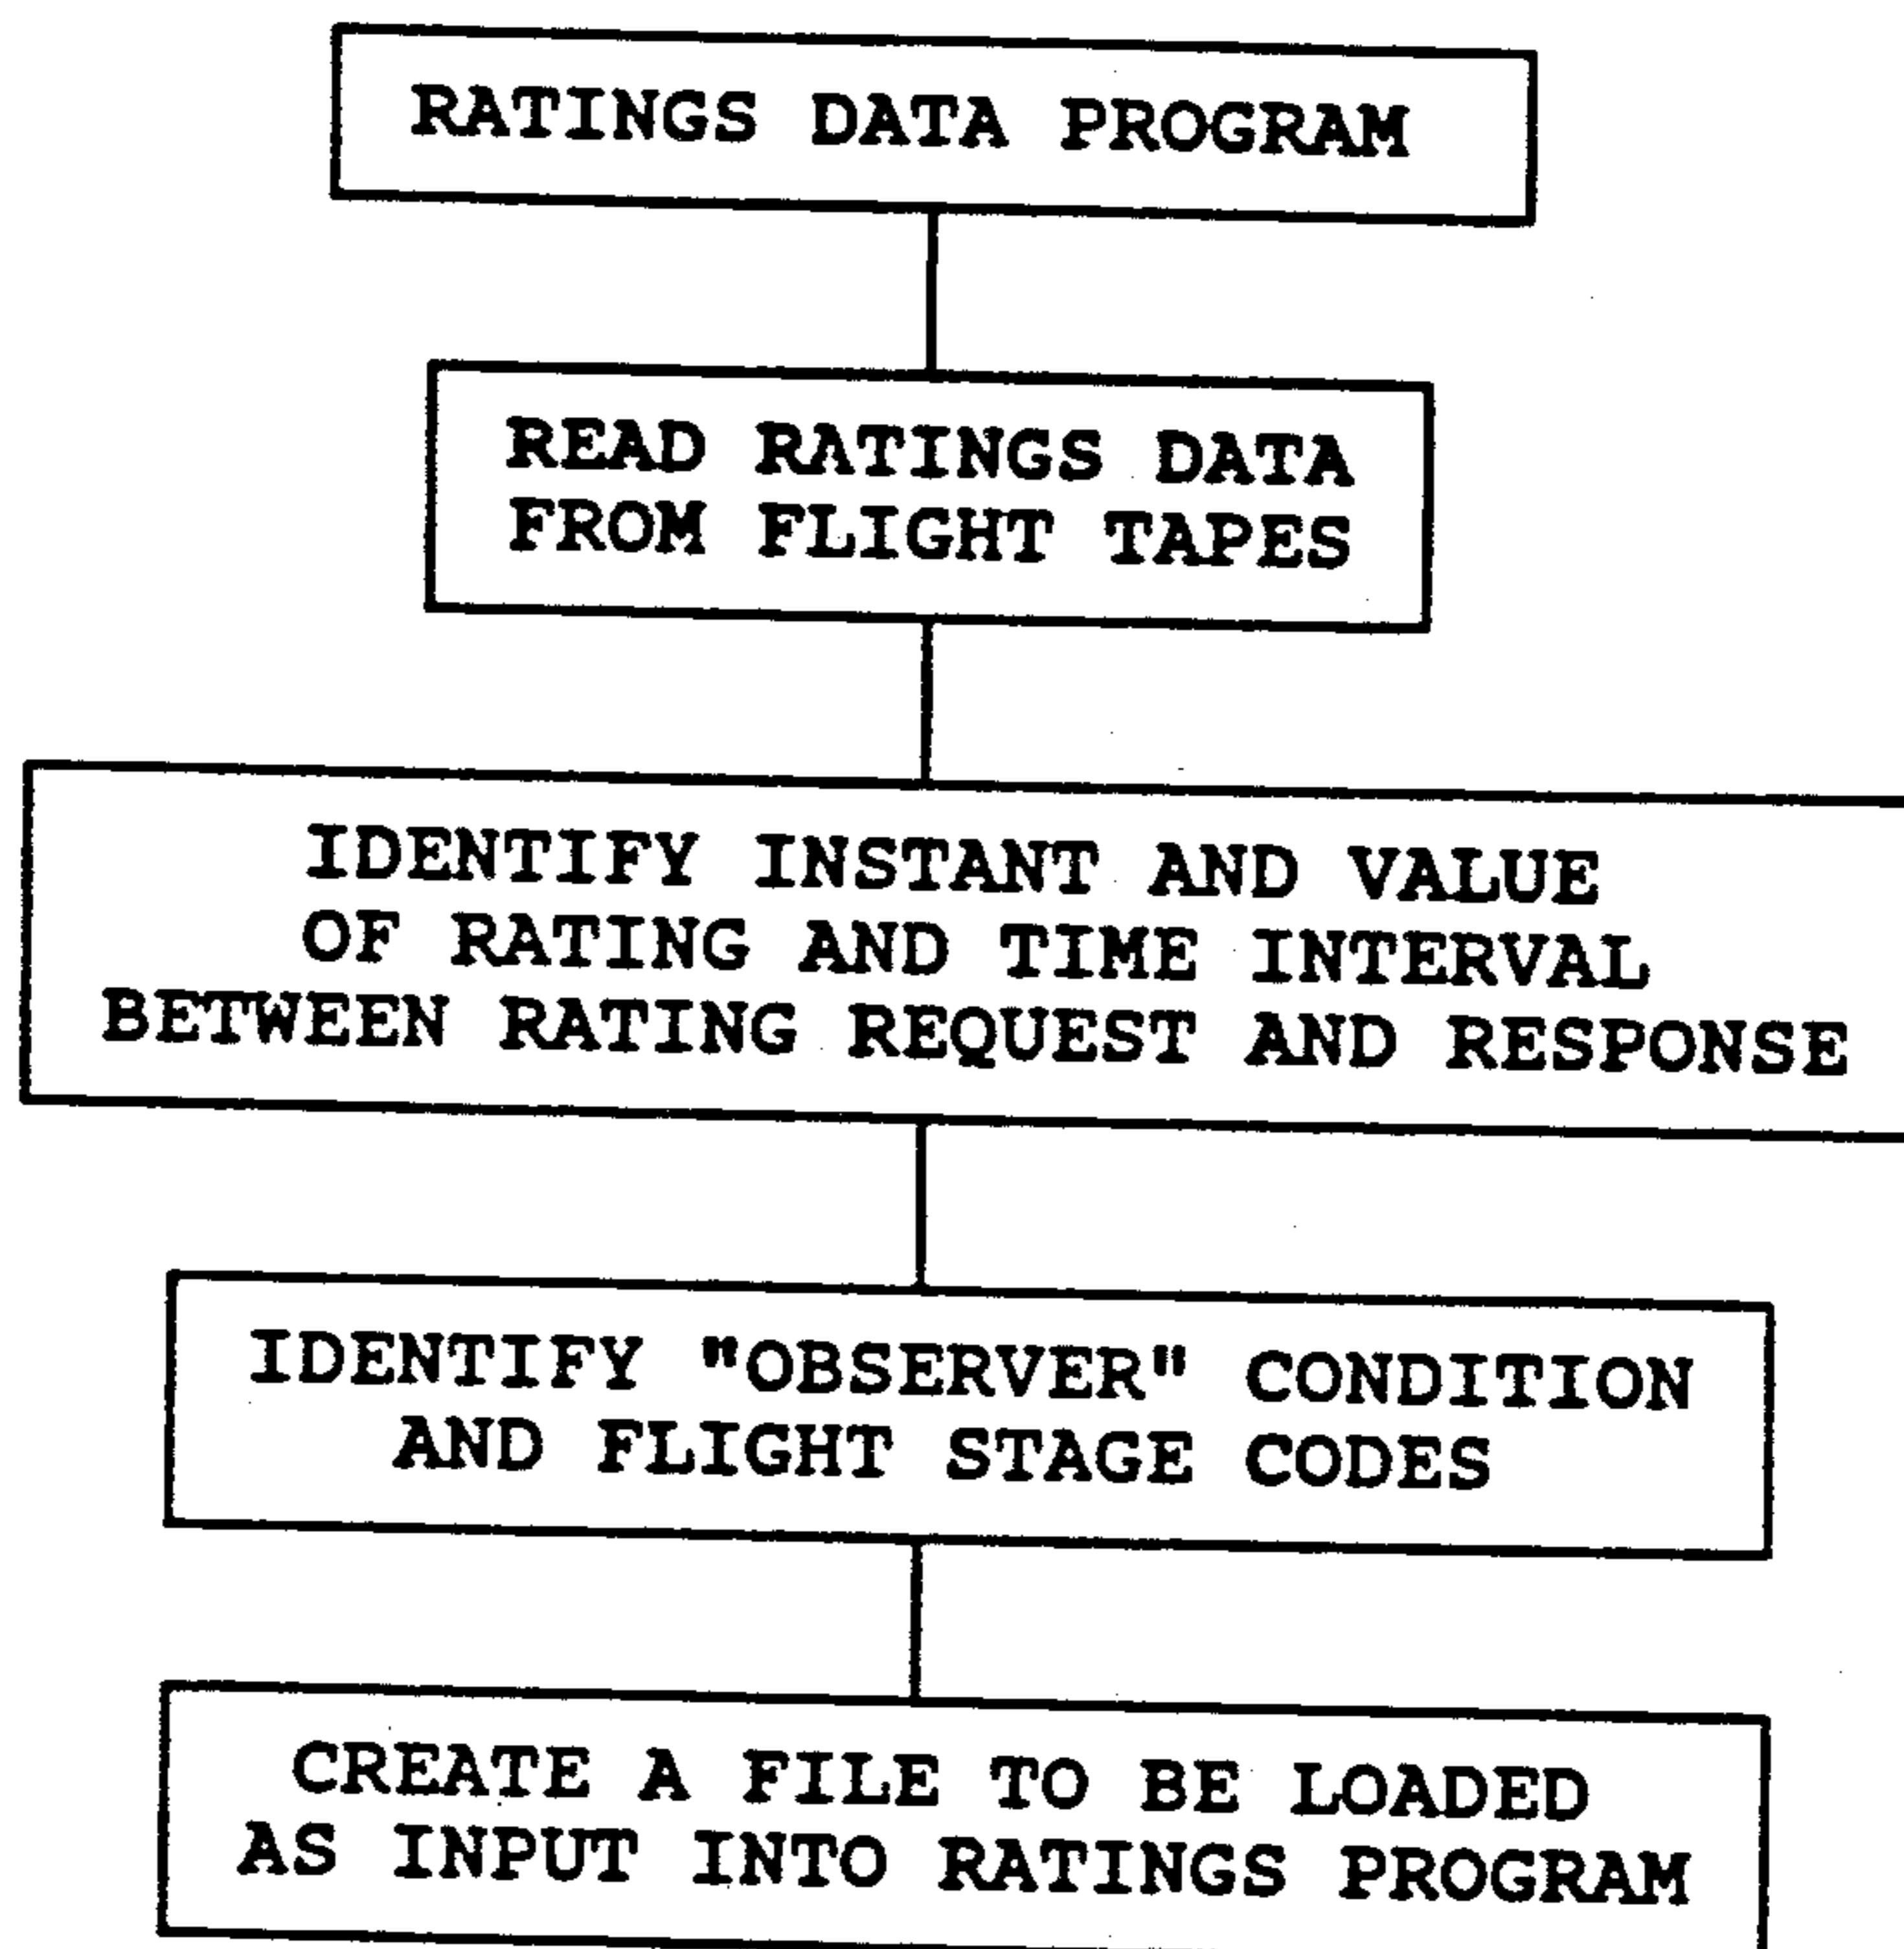 RATINGS DATA PROGRAM
READ RATINGS DATA
FROM FLIGHT TAPES
IDENTIFY INSTANT AND VALUE
OF RATING AND TIME INTERVAL
BETWEEN RATING REQUEST AND RESPONSE
IDENTIFY "OBSERVER" CONDITION
AND FLIGHT STAGE CODES
CREATE A FILE TO BE LOADED
AS INPUT INTO RATINGS PROGRAM